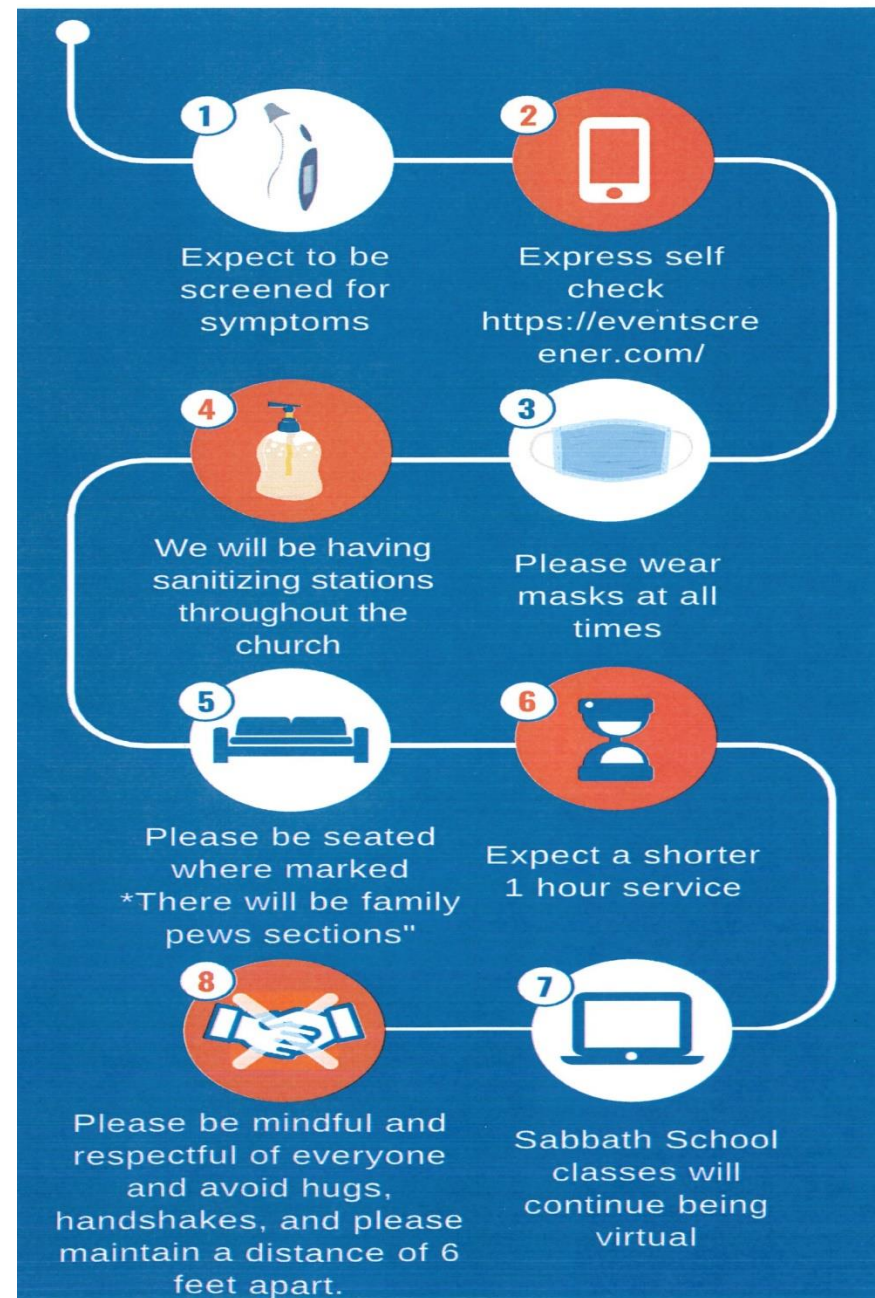 1
Expect to be
screened for
symptoms
2
Express self
check
https://eventscre
ener.com/
3
Please wear
masks at all
times
4
We will be having
sanitizing stations
throughout the
church
5
Please be seated
where marked
*There will be family
pews sections"
6
Expect a shorter
1 hour service
7
Sabbath School
classes will
continue being
virtual
8
Please be mindful and
respectful of everyone
and avoid hugs,
handshakes, and please
maintain a distance of 6
feet apart.